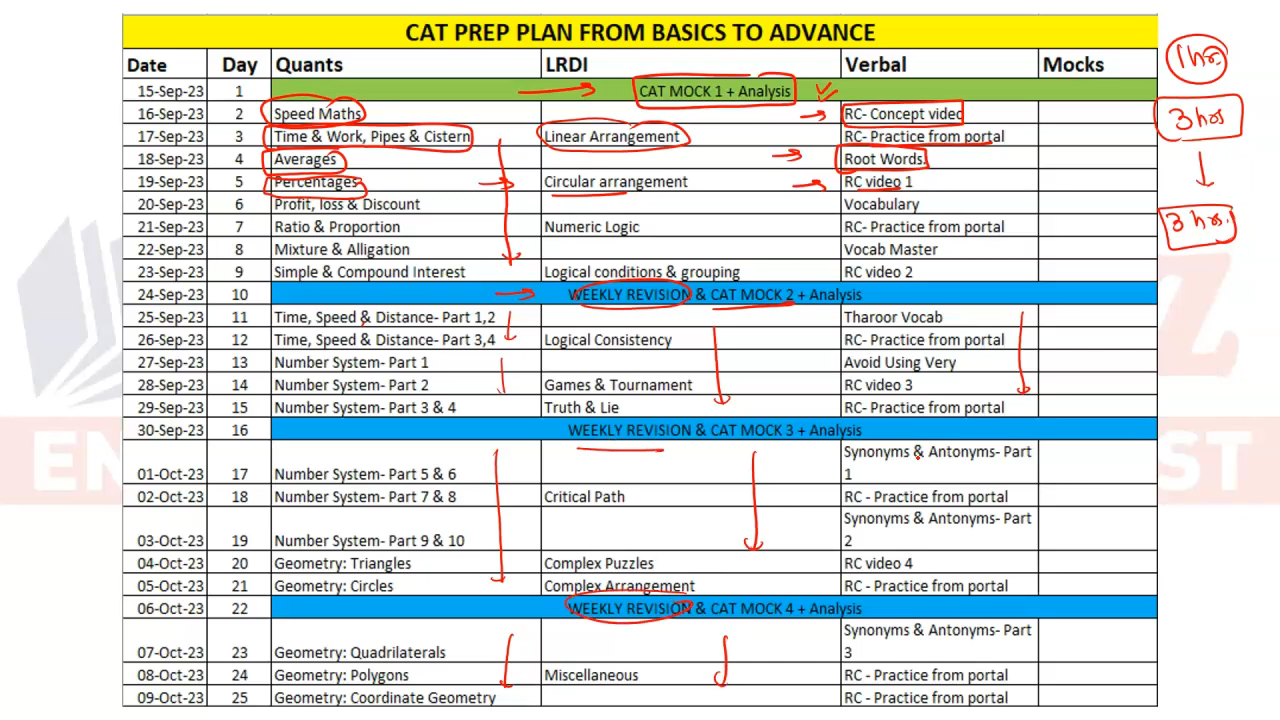 CAT PREP PLAN FROM BASICS TO ADVANCE
Date Day Quants LRDI Verbal Mocks
15-Sep-23 1 CAT MOCK 1 + Analysis
16-Sep-23 2 Speed Maths RC- Concept video
17-Sep-23 3 Time & Work, Pipes & Cistern Linear Arrangement RC- Practice from portal
18-Sep-23 4 Averages Root Words.
19-Sep-23 5 Percentages Circular arrangement RC video 1
20-Sep-23 6 Profit, loss & Discount Vocabulary
21-Sep-23 7 Ratio & Proportion Numeric Logic RC- Practice from portal
22-Sep-23 8 Mixture & Alligation Vocab Master
23-Sep-23 9 Simple & Compound Interest Logical conditions & grouping RC video 2
24-Sep-23 10 WEEKLY REVISION & CAT MOCK 2 + Analysis
25-Sep-23 11 Time, Speed & Distance- Part 1,2 Tharoor Vocab
26-Sep-23 12 Time, Speed & Distance- Part 3,4 Logical Consistency RC- Practice from portal
27-Sep-23 13 Number System- Part 1 Avoid Using Very
28-Sep-23 14 Number System- Part 2 Games & Tournament RC video 3
29-Sep-23 15 Number System- Part 3 & 4 Truth & Lie RC- Practice from portal
30-Sep-23 16 WEEKLY REVISION & CAT MOCK 3 + Analysis
Synonyms & Antonyms- Part
01-Oct-23 17 Number System- Part 5 & 6 1
02-Oct-23 18 Number System- Part 7 & 8 Critical Path RC - Practice from portal
Synonyms & Antonyms- Part
03-Oct-23 19 Number System- Part 9 & 10 2
04-Oct-23 20 Geometry: Triangles Complex Puzzles RC video 4
05-Oct-23 21 Geometry: Circles Complex Arrangement RC - Practice from portal
06-Oct-23 22 WEEKLY REVISION & CAT MOCK 4 + Analysis
Synonyms & Antonyms- Part
07-Oct-23 23 Geometry: Quadrilaterals 3
08-Oct-23 24 Geometry: Polygons Miscellaneous RC - Practice from portal
09-Oct-23 25 Geometry: Coordinate Geometry RC - Practice from portal
1 hr.
3 hrs
3 hrs.